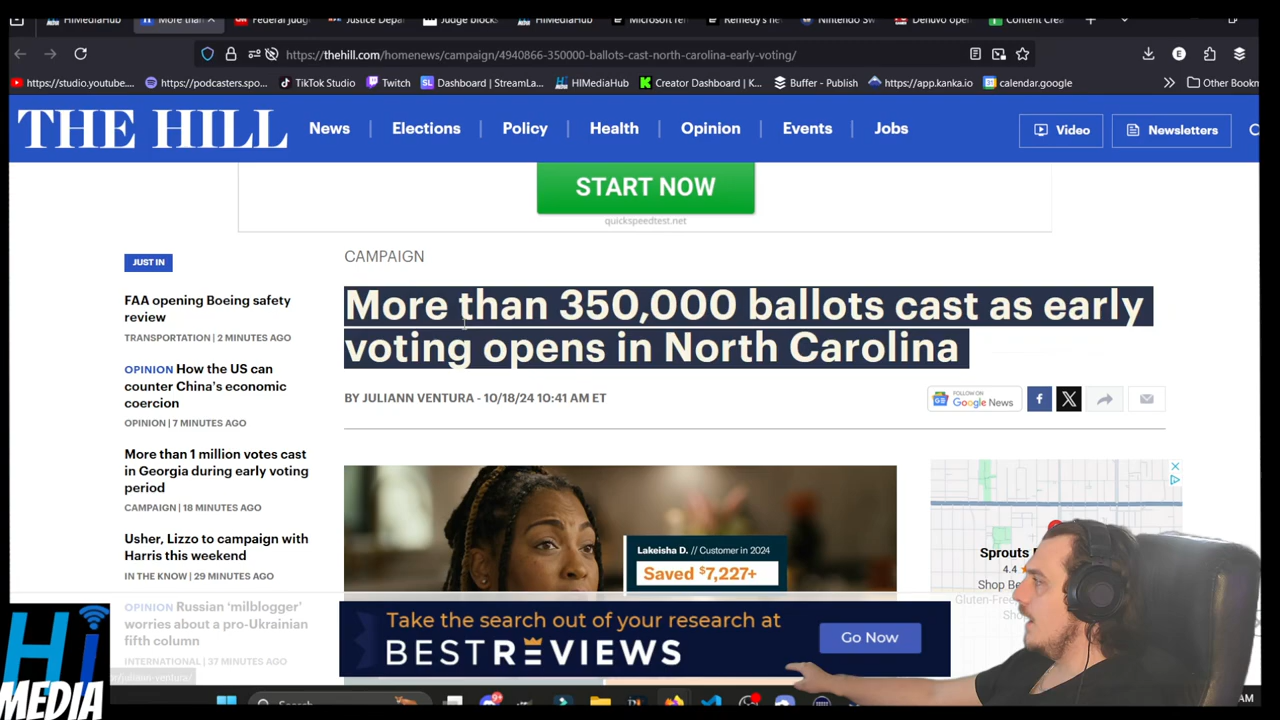 HiMediaHub
More than
Federal judg
Justice Depa
Judge blocks
HiMediaHub
Microsoft re
Remedy's ne
Nintendo Sw
Denuvo open
Content Crea
https://thehill.com/homenews/campaign/4940866-350000-ballots-cast-north-carolina-early-voting/
https://studio.youtube....
https://podcasters.spo...
TikTok Studio
Twitch
Dashboard | StreamLa...
HIMediaHub
Creator Dashboard | K...
Buffer - Publish
https://app.kanka.io
calendar.google
Other Bookm
THE HILL
News
Elections
Policy
Health
Opinion
Events
Jobs
Video
Newsletters
START NOW
quickspeedtest.net
CAMPAIGN
JUST IN
More than 350,000 ballots cast as early
voting opens in North Carolina
BY JULIANN VENTURA - 10/18/24 10:41 AM ET
FOLLOW ON
Google News
FAA opening Boeing safety
review
TRANSPORTATION | 2 MINUTES AGO
OPINION How the US can
counter China's economic
coercion
OPINION | 7 MINUTES AGO
More than 1 million votes cast
in Georgia during early voting
period
CAMPAIGN | 18 MINUTES AGO
Usher, Lizzo to campaign with
Harris this weekend
IN THE KNOW | 29 MINUTES AGO
OPINION Russian 'milblogger'
worries about a pro-Ukrainian
fifth column
INTERNATIONAL | 37 MINUTES AGO
Lakeisha D. // Customer in 2024
Saved $7,227+
Sprouts
4.4
Shop Be
Gluten-Free
Sho
Take the search out of your research at
BESTREVIEWS
Go Now
Hi
MEDIA
Search
AM